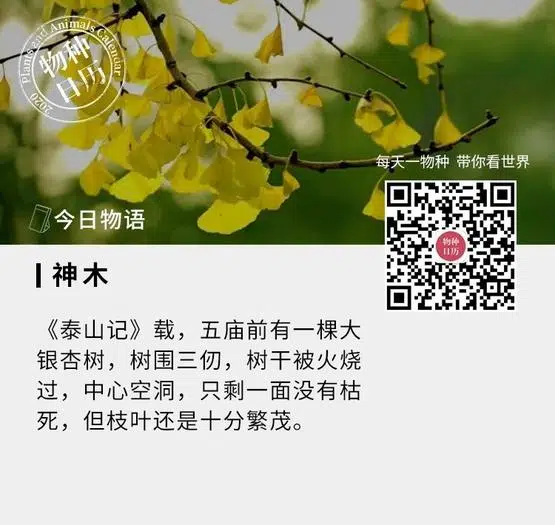 Plants and Animals Calendar
物种
日历
2020
每天一物种 带你看世界
今日物语
物种
日历
神木
《泰山记》载，五庙前有一棵大
银杏树，树围三仞，树干被火烧
过，中心空洞，只剩一面没有枯
死，但枝叶还是十分繁茂。